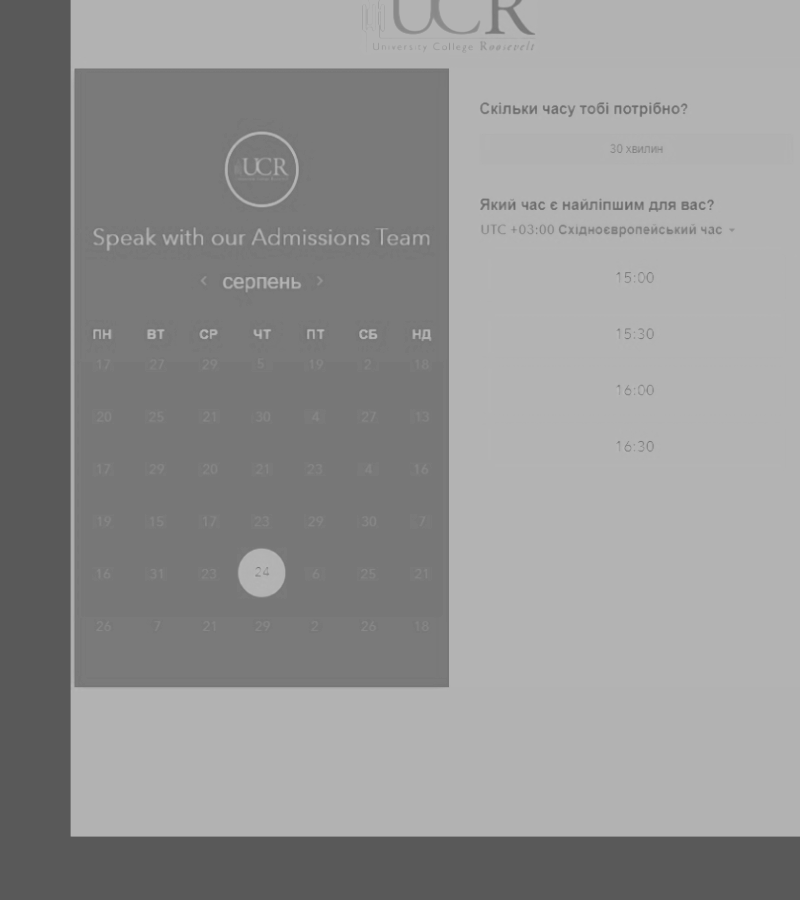 UCR
University College Roosevelt
UCR
Speak with our Admissions Team
‹ серпень ›
ПН ВТ СР ЧТ ПТ СБ НД
17 27 29 5 19 2 18
20 25 21 30 4 27 13
17 29 20 21 23 4 16
19 15 17 23 29 30 7
16 31 23 24 6 25 21
26 7 21 29 2 26 18
Скільки часу тобі потрібно?
30 хвилин
Який час є найліпшим для вас?
UTC +03:00 Східноєвропейський час
15:00
15:30
16:00
16:30